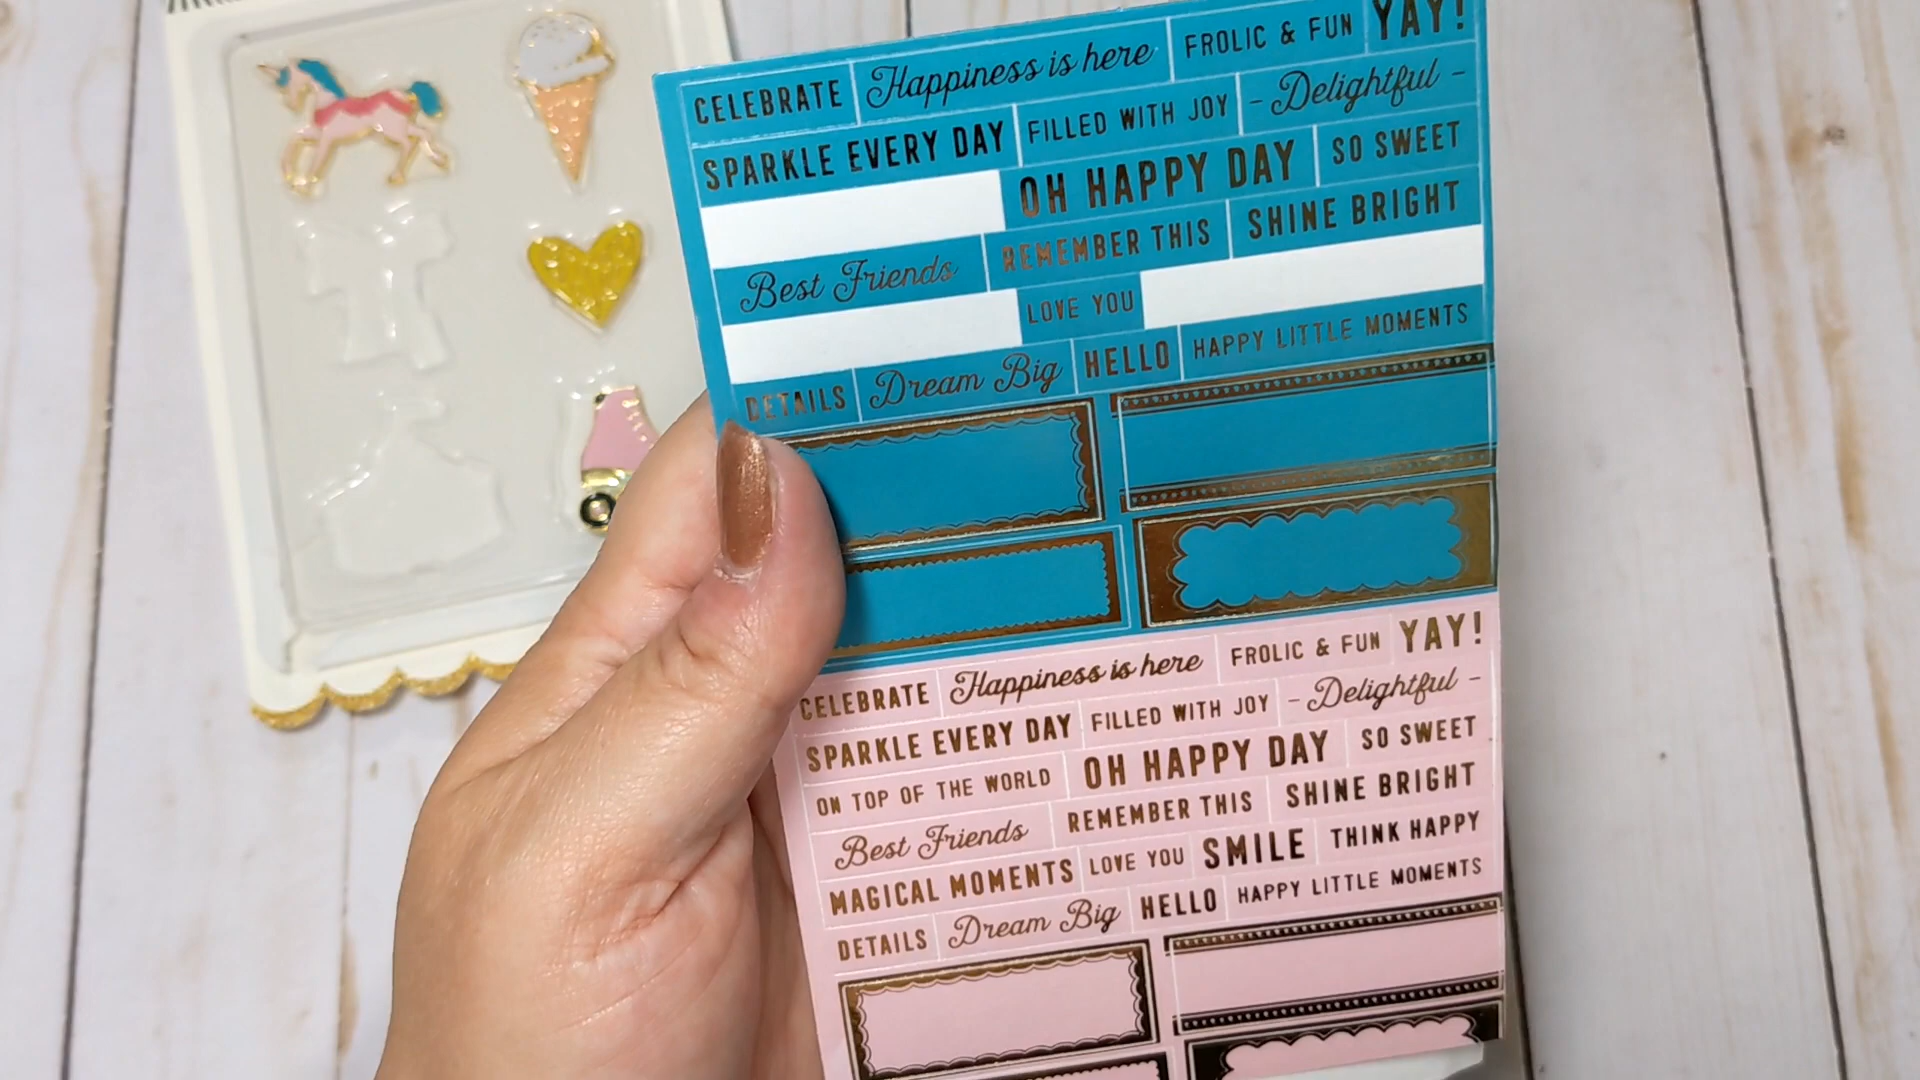 CELEBRATE Happiness is here FROLIC & FUN YAY!
SPARKLE EVERY DAY FILLED WITH JOY - Delightful -
OH HAPPY DAY SO SWEET
Best Friends REMEMBER THIS SHINE BRIGHT
LOVE YOU
DETAILS Dream Big HELLO HAPPY LITTLE MOMENTS
CELEBRATE Happiness is here FROLIC & FUN YAY!
SPARKLE EVERY DAY FILLED WITH JOY - Delightful -
ON TOP OF THE WORLD OH HAPPY DAY SO SWEET
Best Friends REMEMBER THIS SHINE BRIGHT
MAGICAL MOMENTS LOVE YOU SMILE THINK HAPPY
DETAILS Dream Big HELLO HAPPY LITTLE MOMENTS